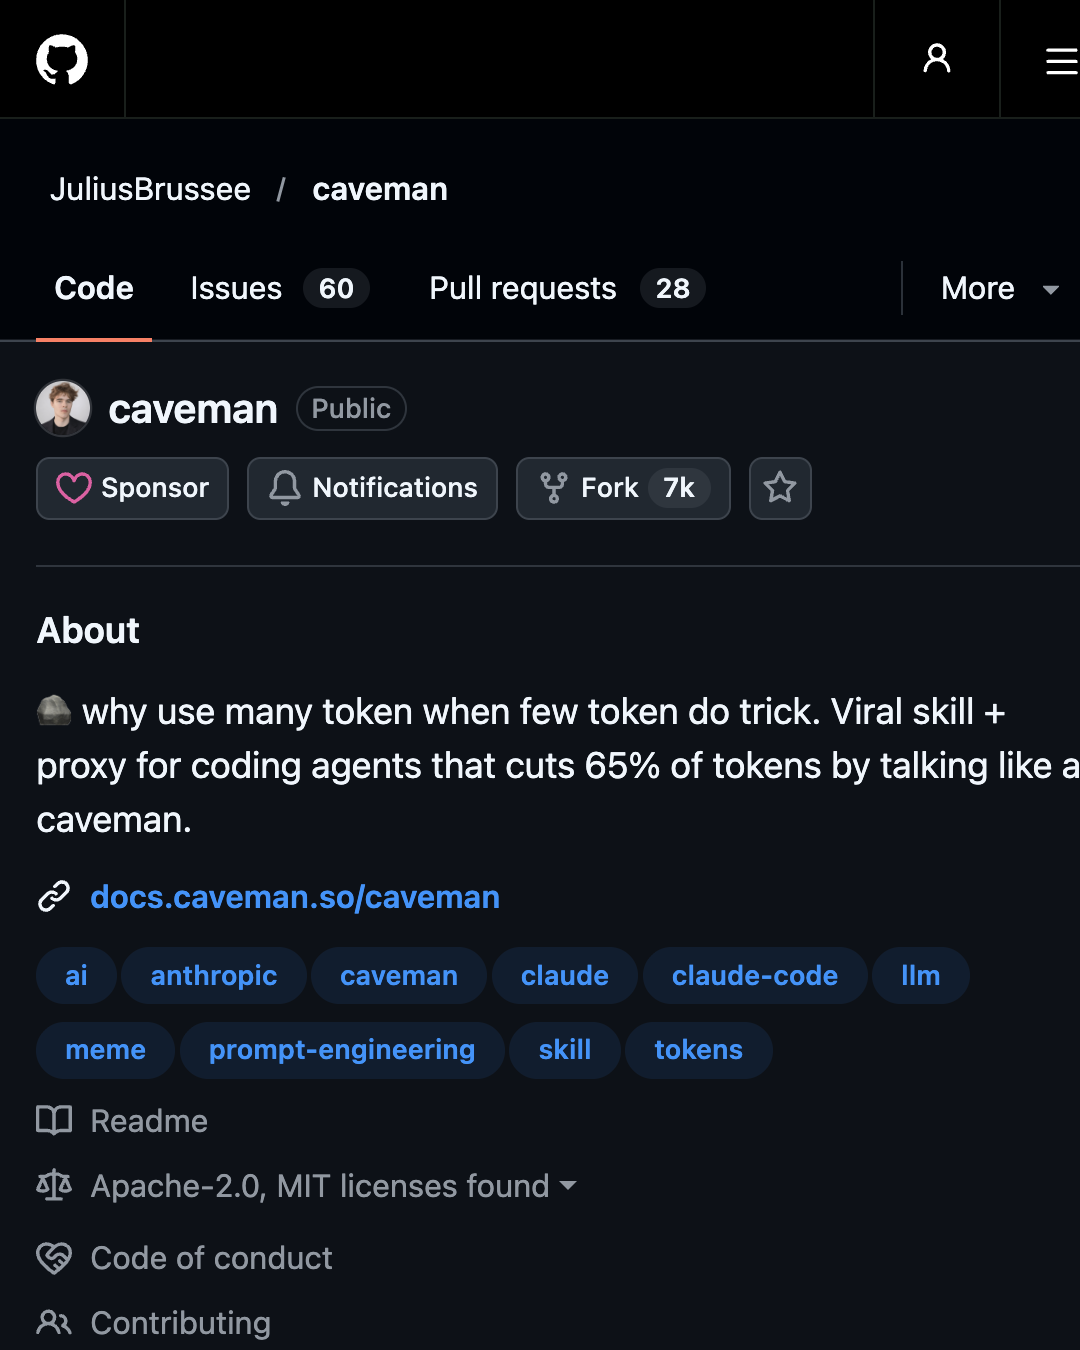 JuliusBrussee / caveman
Code Issues 60 Pull requests 28 More
caveman Public
Sponsor Notifications Fork 7k
About
why use many token when few token do trick. Viral skill +
proxy for coding agents that cuts 65% of tokens by talking like a
caveman.
docs.caveman.so/caveman
ai anthropic caveman claude claude-code llm
meme prompt-engineering skill tokens
Readme
Apache-2.0, MIT licenses found
Code of conduct
Contributing